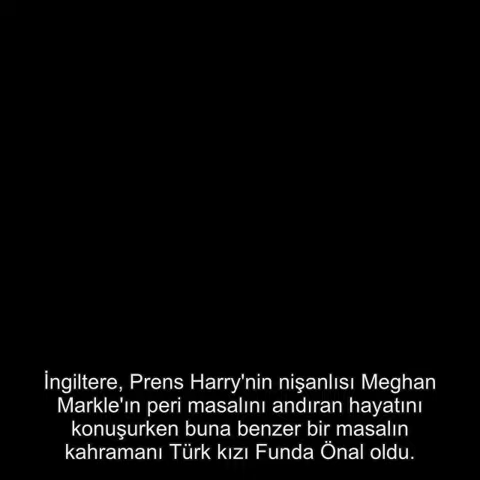 İngiltere, Prens Harry'nin nişanlısı Meghan
Markle'ın peri masalını andıran hayatını
konuşurken buna benzer bir masalın
kahramanı Türk kızı Funda Önal oldu.